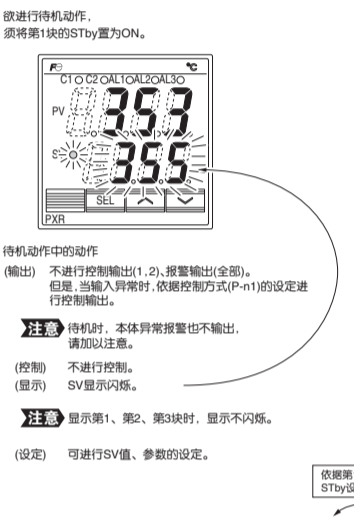 欲进行待机动作,
须将第1块的STby置为ON。
Fe ℃
C1○ C2○AL1○AL2○AL3○
PV 353
355
SEL
PXR
待机动作中的动作
(输出) 不进行控制输出(1,2)、报警输出(全部)。
但是,当输入异常时,依据控制方式(P-n1)的设定进
行控制输出。
注意 待机时,本体异常报警也不输出,
请加以注意。
(控制) 不进行控制。
(显示) SV显示闪烁。
注意 显示第1、第2、第3块时,显示不闪烁。
(设定) 可进行SV值、参数的设定。
依据第